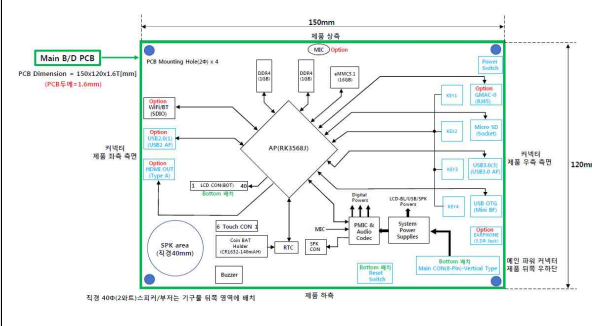 150mm
제품 상측
Main B/D PCB
PCB Dimension = 150x120x1.6T[mm]
(PCB두께=1.6mm)
PCB Mounting Hole(2Φ) x 4
MIC
Option
Power
Switch
DDR4
(1GB)
DDR4
(1GB)
eMMC5.1
(16GB)
Option
GMAC-0
(RJ45)
KEY1
Option
WIFI/BT
(SDIO)
Option
USB2.0(1)
(USB2 AF)
KEY2
Micro SD
(Socket)
커넥터
제품 좌측 측면
AP(RK3568J)
커넥터
제품 우측 측면
120mm
Option
HDMI OUT
(Type A)
KEY3
USB3.0(3)
(USB3.0 AF)
1 LCD CON(BOT) 40
Bottom 배치
KEY4
USB OTG
(Mini BF)
Digital
Powers
LCD-BL/USB/SPK
Powers
6 Touch CON 1
MIC
PMIC &
Audio
Codec
System
Power
Supplies
Option
EARPHONE
SPK area
(직경40mm)
Coin BAT
Holder
(CR1632-140mAH)
RTC
SPK
CON
Buzzer
Bottom 배치
Reset
Switch
Bottom 배치
Main CON(8-Pin)-Vertical Type
메인 파워 커넥터
제품 뒤쪽 우하단
직경 40Φ(2와트)스피커/부저는 기구물 뒤쪽 영역에 배치
제품 하측